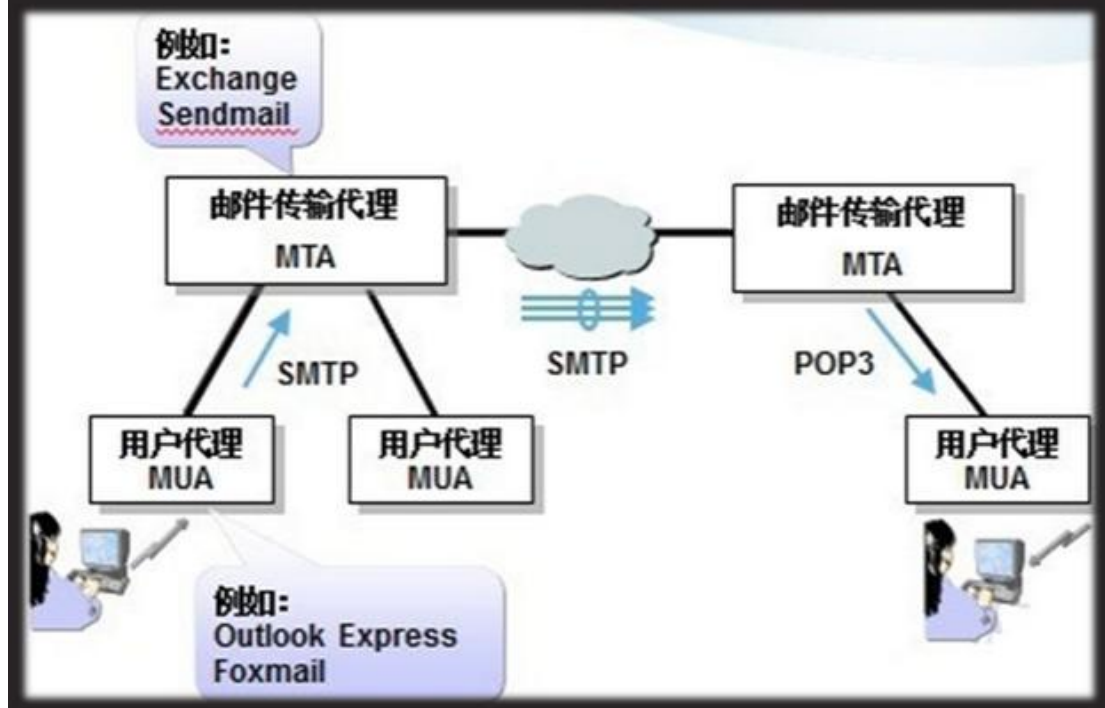 例如:
Exchange
Sendmail
邮件传输代理
MTA
邮件传输代理
MTA
SMTP
SMTP
POP3
用户代理
MUA
用户代理
MUA
用户代理
MUA
例如:
Outlook Express
Foxmail